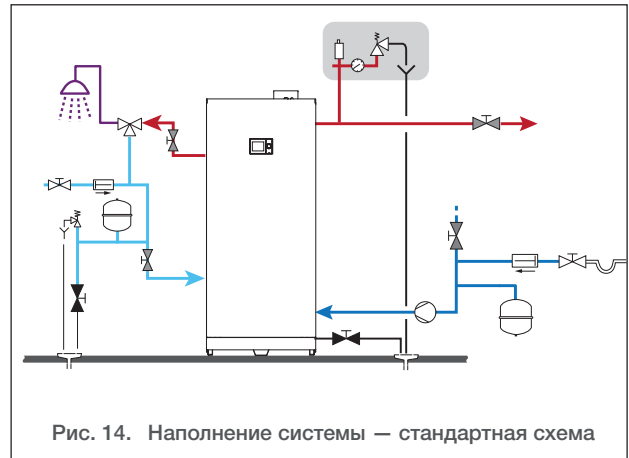 Рис. 14. Наполнение системы — стандартная схема